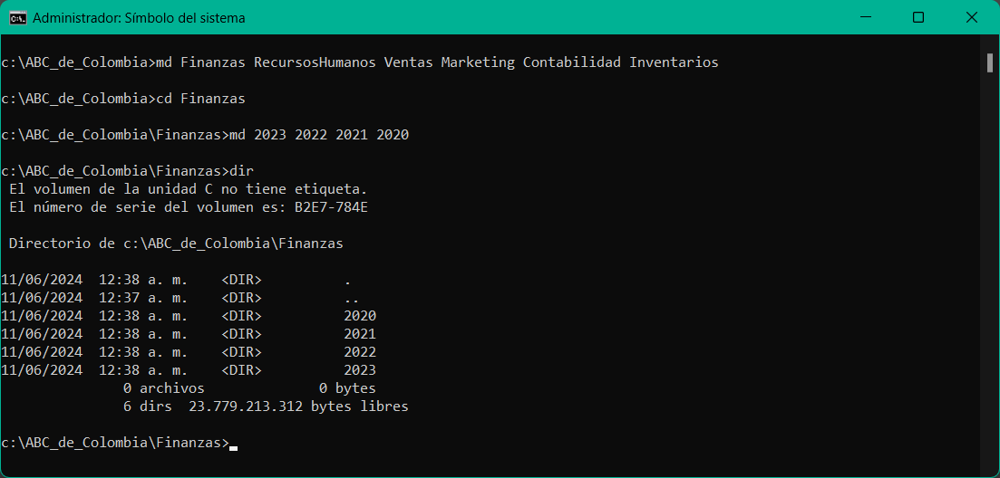 Administrador: Símbolo del sistema
c:\ABC_de_Colombia>md Finanzas RecursosHumanos Ventas Marketing Contabilidad Inventarios
c:\ABC_de_Colombia>cd Finanzas
c:\ABC_de_Colombia\Finanzas>md 2023 2022 2021 2020
c:\ABC_de_Colombia\Finanzas>dir
El volumen de la unidad C no tiene etiqueta.
El número de serie del volumen es: B2E7-784E
Directorio de c:\ABC_de_Colombia\Finanzas
11/06/2024  12:38 a. m.    <DIR>          .
11/06/2024  12:37 a. m.    <DIR>          ..
11/06/2024  12:38 a. m.    <DIR>          2020
11/06/2024  12:38 a. m.    <DIR>          2021
11/06/2024  12:38 a. m.    <DIR>          2022
11/06/2024  12:38 a. m.    <DIR>          2023
0 archivos              0 bytes
6 dirs  23.779.213.312 bytes libres
c:\ABC_de_Colombia\Finanzas>